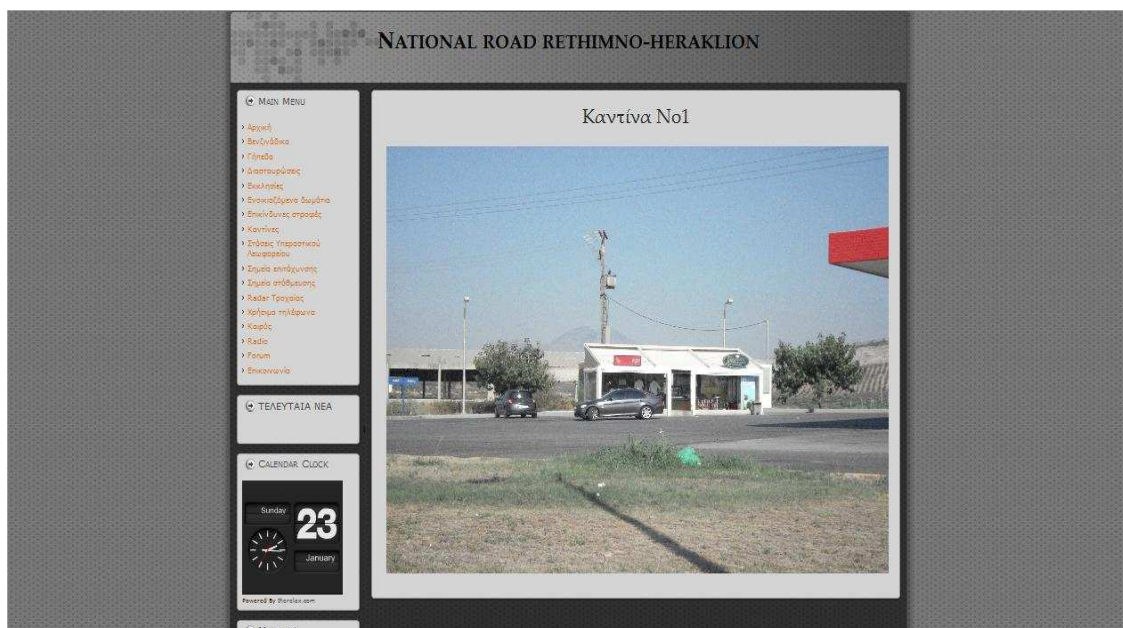 NATIONAL ROAD RETHIMNO-HERAKLION
MAIN MENU
Αρχική
Βενζινάδικα
Γήπεδα
Διασταυρώσεις
Εκκλησίες
Ενοικιαζόμενα δωμάτια
Επικίνδυνες στροφές
Καντίνες
Στάσεις Υπεραστικού
Λεωφορείου
Σημεία επιτάχυνσης
Σημεία στάθμευσης
Radar Τροχαίας
Χρήσιμα τηλέφωνα
Καιρός
Radio
Forum
Επικοινωνία
ΤΕΛΕΥΤΑΙΑ ΝΕΑ
CALENDAR CLOCK
Sunday
23
January
Powered By therelax.com
Καντίνα Νο1